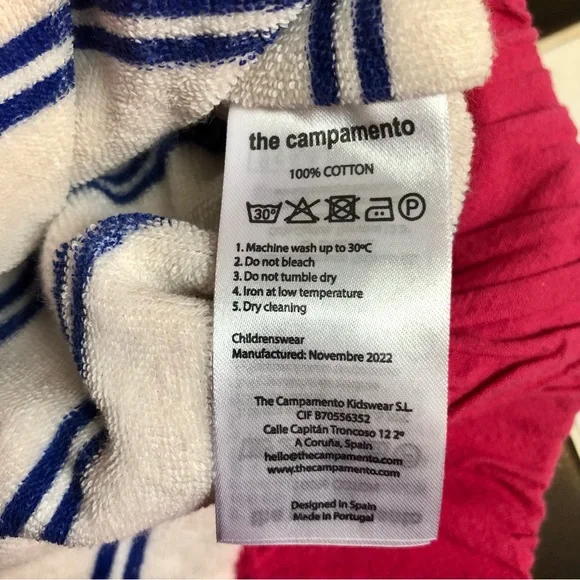 the campamento
100% COTTON
30°
P
1. Machine wash up to 30ºC
2. Do not bleach
3. Do not tumble dry
4. Iron at low temperature
5. Dry cleaning
Childrenswear
Manufactured: Novembre 2022
The Campamento Kidswear S.L.
CIF B70556352
Calle Capitán Troncoso 12 2º
A Coruña, Spain
hello@thecampamento.com
www.thecampamento.com
Designed in Spain
Made in Portugal